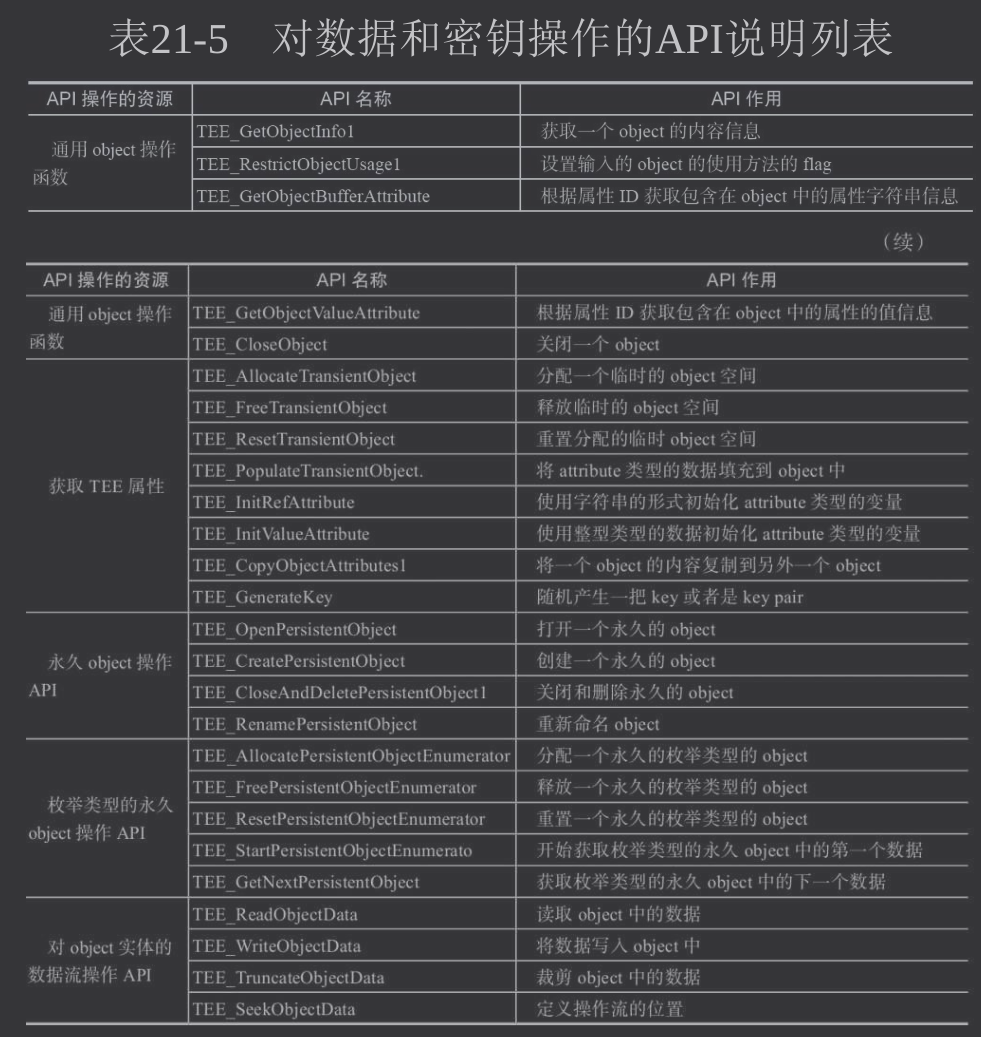 表21-5 对数据和密钥操作的API说明列表
API 操作的资源 API 名称 API 作用
通用 object 操作
函数
TEE_GetObjectInfo1 获取一个 object 的内容信息
TEE_RestrictObjectUsage1 设置输入的 object 的使用方法的 flag
TEE_GetObjectBufferAttribute 根据属性 ID 获取包含在 object 中的属性字符串信息
（续）
API 操作的资源 API 名称 API 作用
通用 object 操作
函数
TEE_GetObjectValueAttribute 根据属性 ID 获取包含在 object 中的属性的值信息
TEE_CloseObject 关闭一个 object
获取 TEE 属性
TEE_AllocateTransientObject 分配一个临时的 object 空间
TEE_FreeTransientObject 释放临时的 object 空间
TEE_ResetTransientObject 重置分配的临时 object 空间
TEE_PopulateTransientObject. 将 attribute 类型的数据填充到 object 中
TEE_InitRefAttribute 使用字符串的形式初始化 attribute 类型的变量
TEE_InitValueAttribute 使用整型类型的数据初始化 attribute 类型的变量
TEE_CopyObjectAttributes1 将一个 object 的内容复制到另外一个 object
TEE_GenerateKey 随机产生一把 key 或者是 key pair
永久 object 操作
API
TEE_OpenPersistentObject 打开一个永久的 object
TEE_CreatePersistentObject 创建一个永久的 object
TEE_CloseAndDeletePersistentObject1 关闭和删除永久的 object
TEE_RenamePersistentObject 重新命名 object
枚举类型的永久
object 操作 API
TEE_AllocatePersistentObjectEnumerator 分配一个永久的枚举类型的 object
TEE_FreePersistentObjectEnumerator 释放一个永久的枚举类型的 object
TEE_ResetPersistentObjectEnumerator 重置一个永久的枚举类型的 object
TEE_StartPersistentObjectEnumerato 开始获取枚举类型的永久 object 中的第一个数据
TEE_GetNextPersistentObject 获取枚举类型的永久 object 中的下一个数据
对 object 实体的
数据流操作 API
TEE_ReadObjectData 读取 object 中的数据
TEE_WriteObjectData 将数据写入 object 中
TEE_TruncateObjectData 裁剪 object 中的数据
TEE_SeekObjectData 定义操作流的位置